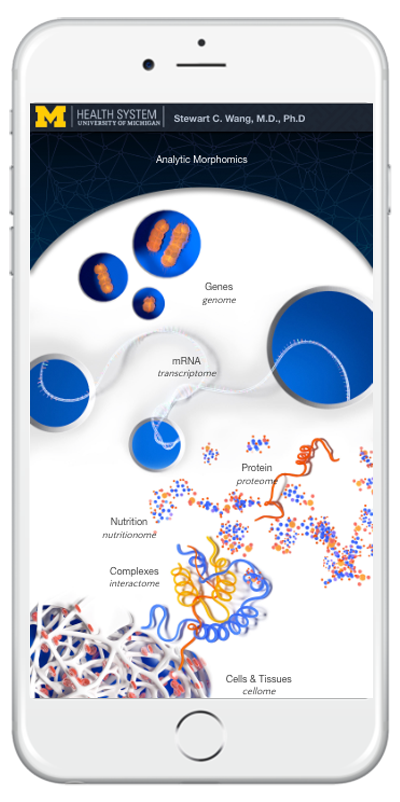 M HEALTH SYSTEM
UNIVERSITY OF MICHIGAN
Stewart C. Wang, M.D., Ph.D
Analytic Morphomics
Genes
genome
mRNA
transcriptome
Protein
proteome
Nutrition
nutritionome
Complexes
interactome
Cells & Tissues
cellome